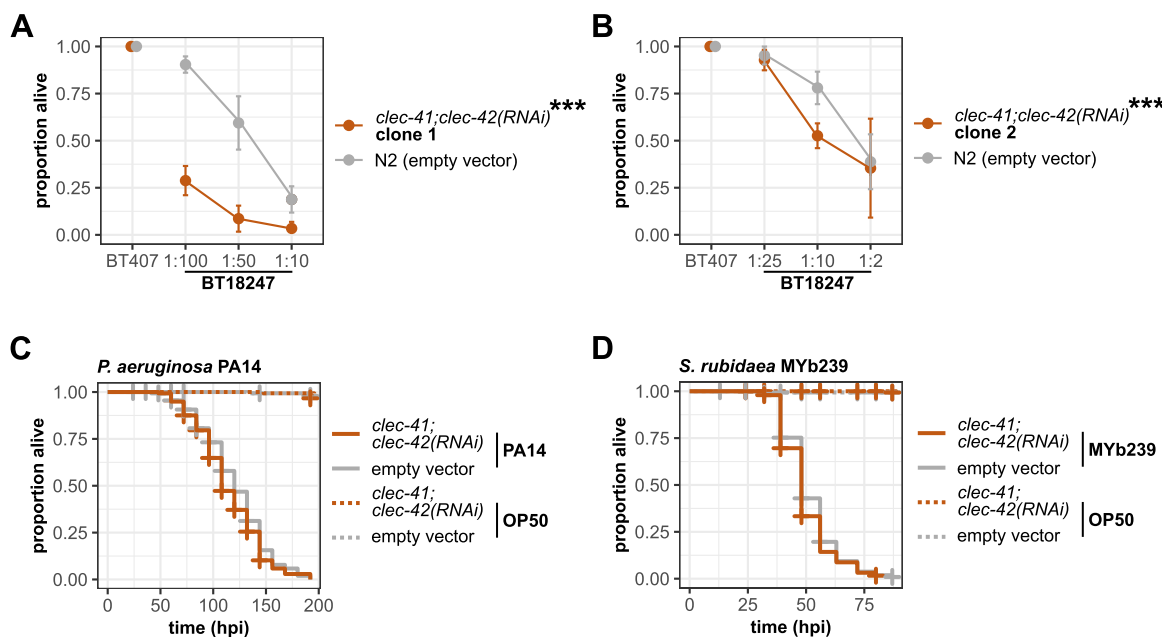 A
1.00
0.75
0.50
0.25
0.00
proportion alive
BT407 1:100 1:50 1:10
BT18247
clec-41;clec-42(RNAi)***
clone 1
N2 (empty vector)
B
1.00
0.75
0.50
0.25
0.00
proportion alive
BT407 1:25 1:10 1:2
BT18247
clec-41;clec-42(RNAi)***
clone 2
N2 (empty vector)
C
P. aeruginosa PA14
1.00
0.75
0.50
0.25
0.00
proportion alive
0 50 100 150 200
time (hpi)
clec-41;
clec-42(RNAi)
empty vector
PA14
clec-41;
clec-42(RNAi)
empty vector
OP50
D
S. rubidaea MYb239
1.00
0.75
0.50
0.25
0.00
proportion alive
0 25 50 75
time (hpi)
clec-41;
clec-42(RNAi)
empty vector
MYb239
clec-41;
clec-42(RNAi)
empty vector
OP50